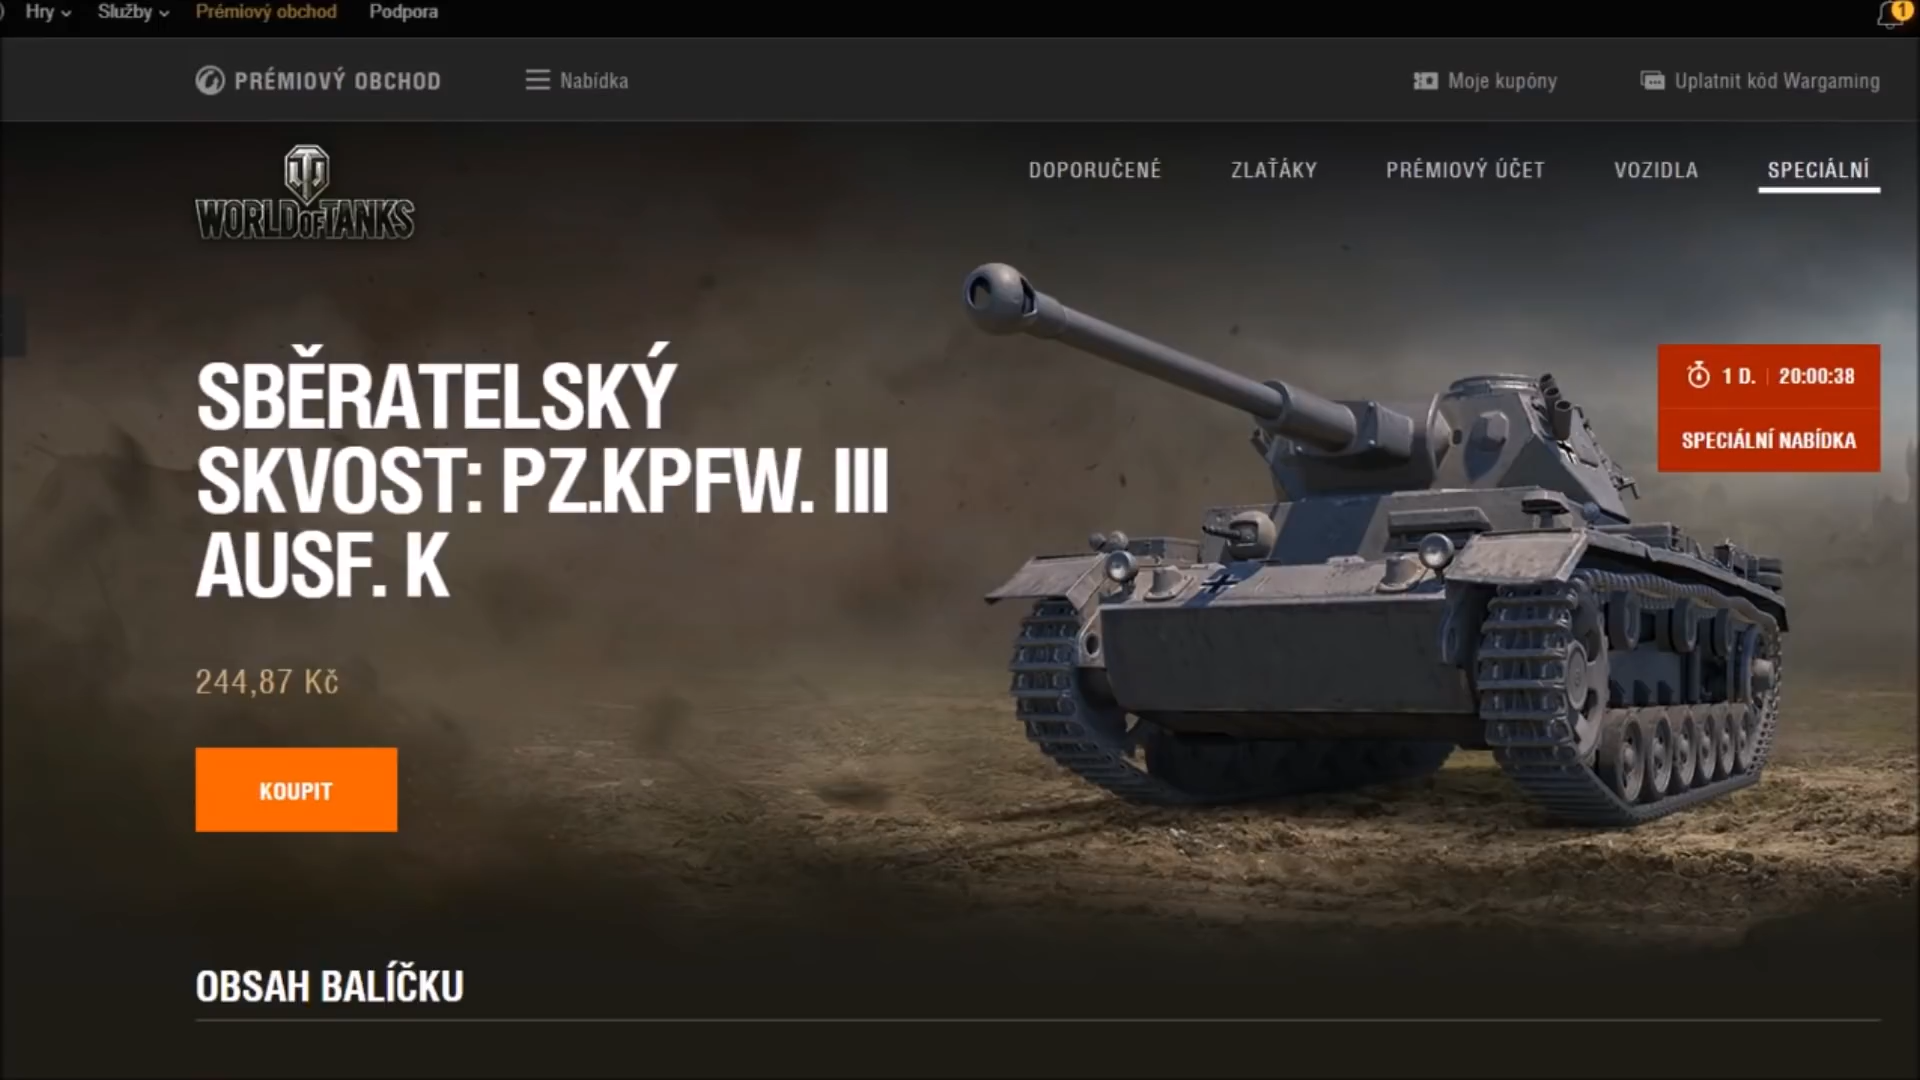 Hry
Služby
Prémiový obchod
Podpora
1
PRÉMIOVÝ OBCHOD
Nabídka
Moje kupóny
Uplatnit kód Wargaming
WORLD OF TANKS
DOPORUČENÉ
ZLAŤÁKY
PRÉMIOVÝ ÚČET
VOZIDLA
SPECIÁLNÍ
SBĚRATELSKÝ
SKVOST: PZ.KPFW. III
AUSF. K
1 D. 20:00:38
SPECIÁLNÍ NABÍDKA
244,87 Kč
KOUPIT
OBSAH BALÍČKU